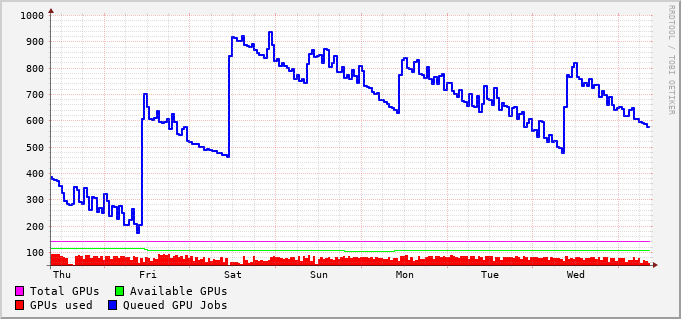 1000
900
800
700
600
500
400
300
200
100
Thu Fri Sat Sun Mon Tue Wed
RRDTOOL / TOBI OETIKER
Total GPUs Available GPUs
GPUs used Queued GPU Jobs